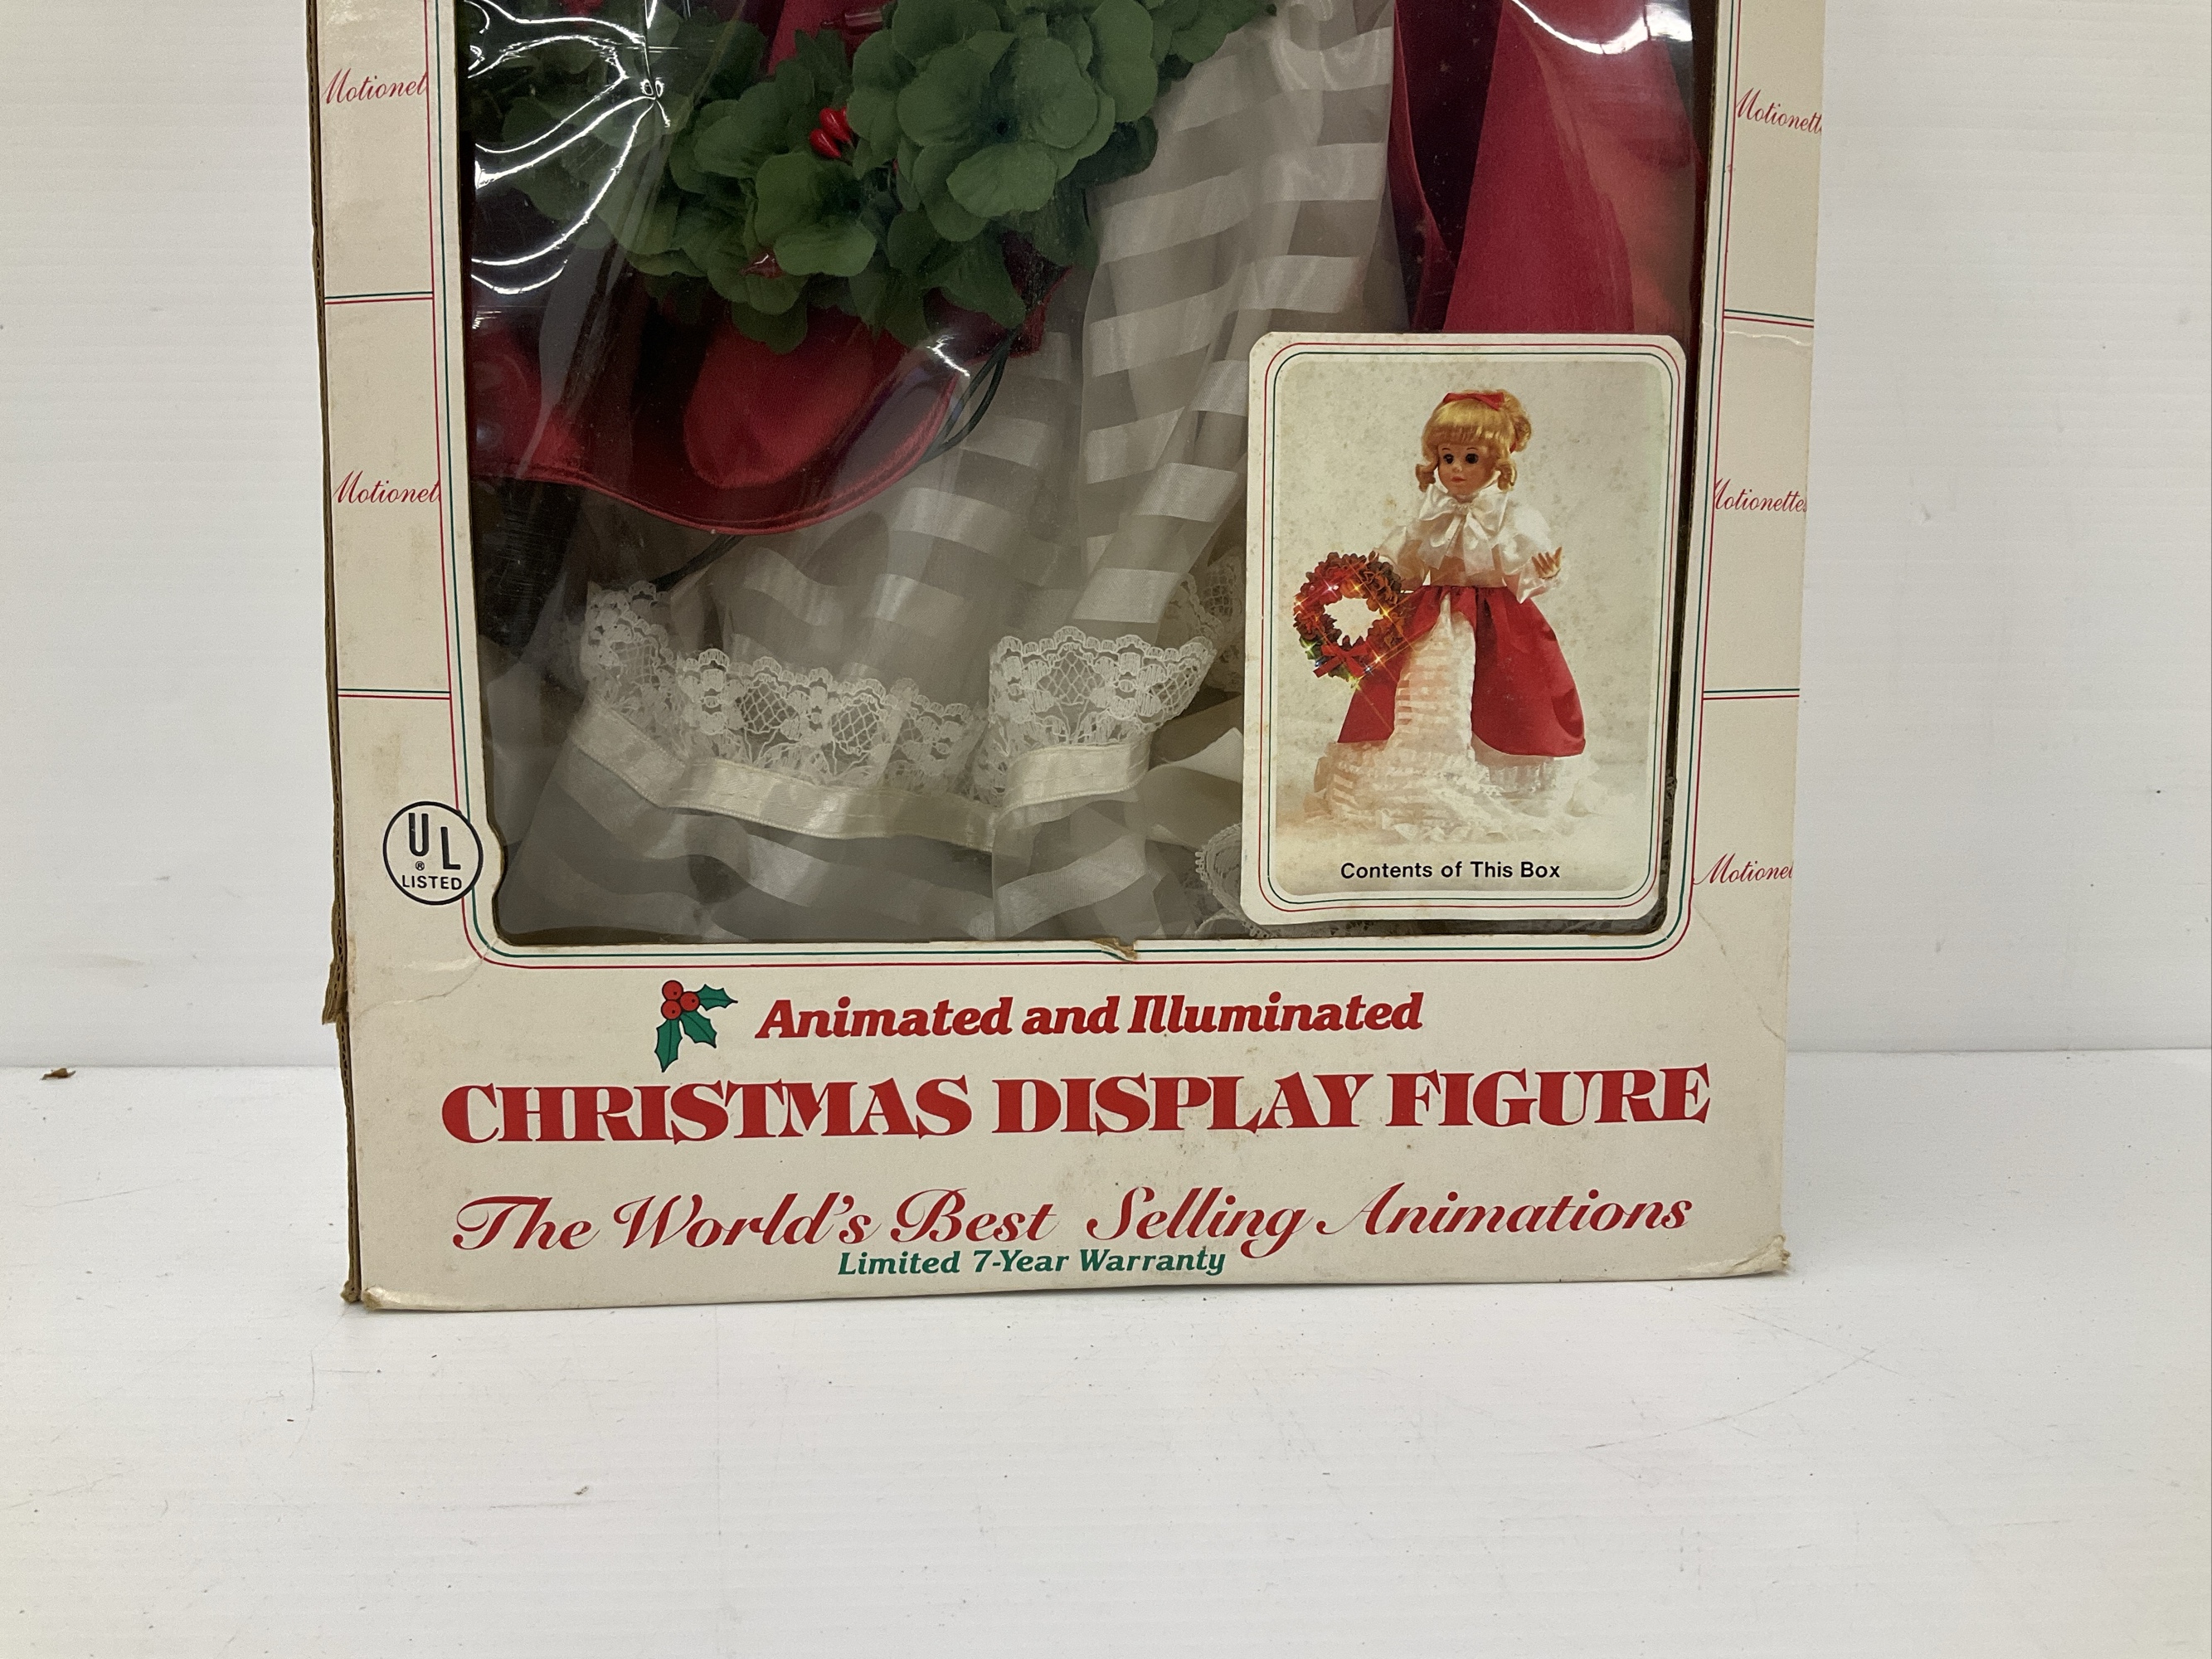 Motionet
Motionett
Motionet
Motionettes
UL
®
LISTED
Contents of This Box
Motionet
Animated and Illuminated
CHRISTMAS DISPLAY FIGURE
The World's Best Selling Animations
Limited 7-Year Warranty